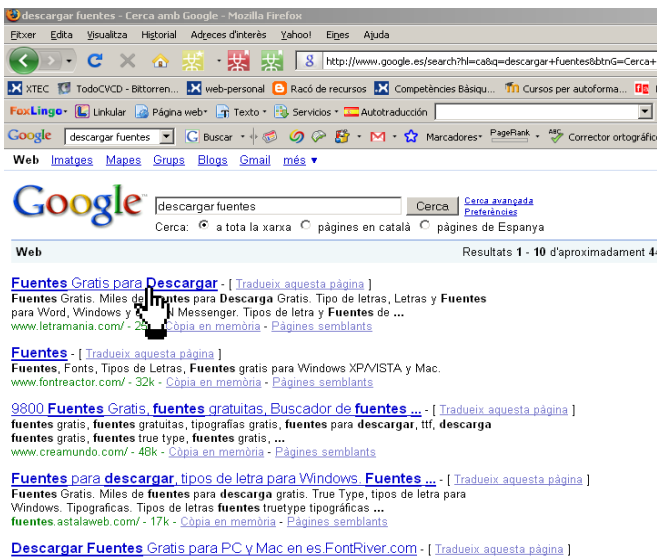 descargar fuentes - Cerca amb Google - Mozilla Firefox
Fitxer Edita Visualitza Historial Adreces d'interès Yahoo! Eines Ajuda
http://www.google.es/search?hl=ca&q=descargar+fuentes&btnG=Cerca+
XTEC TodoCVCD - Bittorren... web-personal Racó de recursos Competències Bàsiqu... Cursos per autoforma...
FoxLingo Linkular Página web Texto Servicios Autotraducción
Google descargar fuentes Buscar Marcadores PageRank Corrector ortográfico
Web Imatges Mapes Grups Blogs Gmail més ▼
Google descargar fuentes Cerca Cerca avançada
Preferències
Cerca: a tota la xarxa pàgines en català pàgines de Espanya
Web Resultats 1 - 10 d'aproximadament 4
Fuentes Gratis para Descargar - [ Tradueix aquesta pàgina ]
Fuentes Gratis. Miles de fuentes para Descarga Gratis. Tipo de letras, Letras y Fuentes
para Word, Windows y Messenger. Tipos de letra y Fuentes de ...
www.letramania.com/ - Còpia en memòria - Pàgines semblants
Fuentes - [ Tradueix aquesta pàgina ]
Fuentes, Fonts, Tipos de Letras, Fuentes gratis para Windows XP/VISTA y Mac.
www.fontreactor.com/ - 32k - Còpia en memòria - Pàgines semblants
9800 Fuentes Gratis, fuentes gratuitas, Buscador de fuentes ... - [ Tradueix aquesta pàgina ]
fuentes gratis, fuentes gratuitas, tipografías gratis, fuentes para descargar, ttf, descarga
fuentes gratis, fuentes true type, fuentes gratis, ...
www.creamundo.com/ - 48k - Còpia en memòria - Pàgines semblants
Fuentes para descargar, tipos de letra para Windows. Fuentes ... - [ Tradueix aquesta pàgina ]
Fuentes Gratis. Miles de fuentes para descarga gratis. True Type, tipos de letra para
Windows. Tipograficas. Tipos de letras fuentes truetype tipográficas ...
fuentes.astalaweb.com/ - 17k - Còpia en memòria - Pàgines semblants
Descargar Fuentes Gratis para PC y Mac en es.FontRiver.com - [ Tradueix aquesta pàgina ]